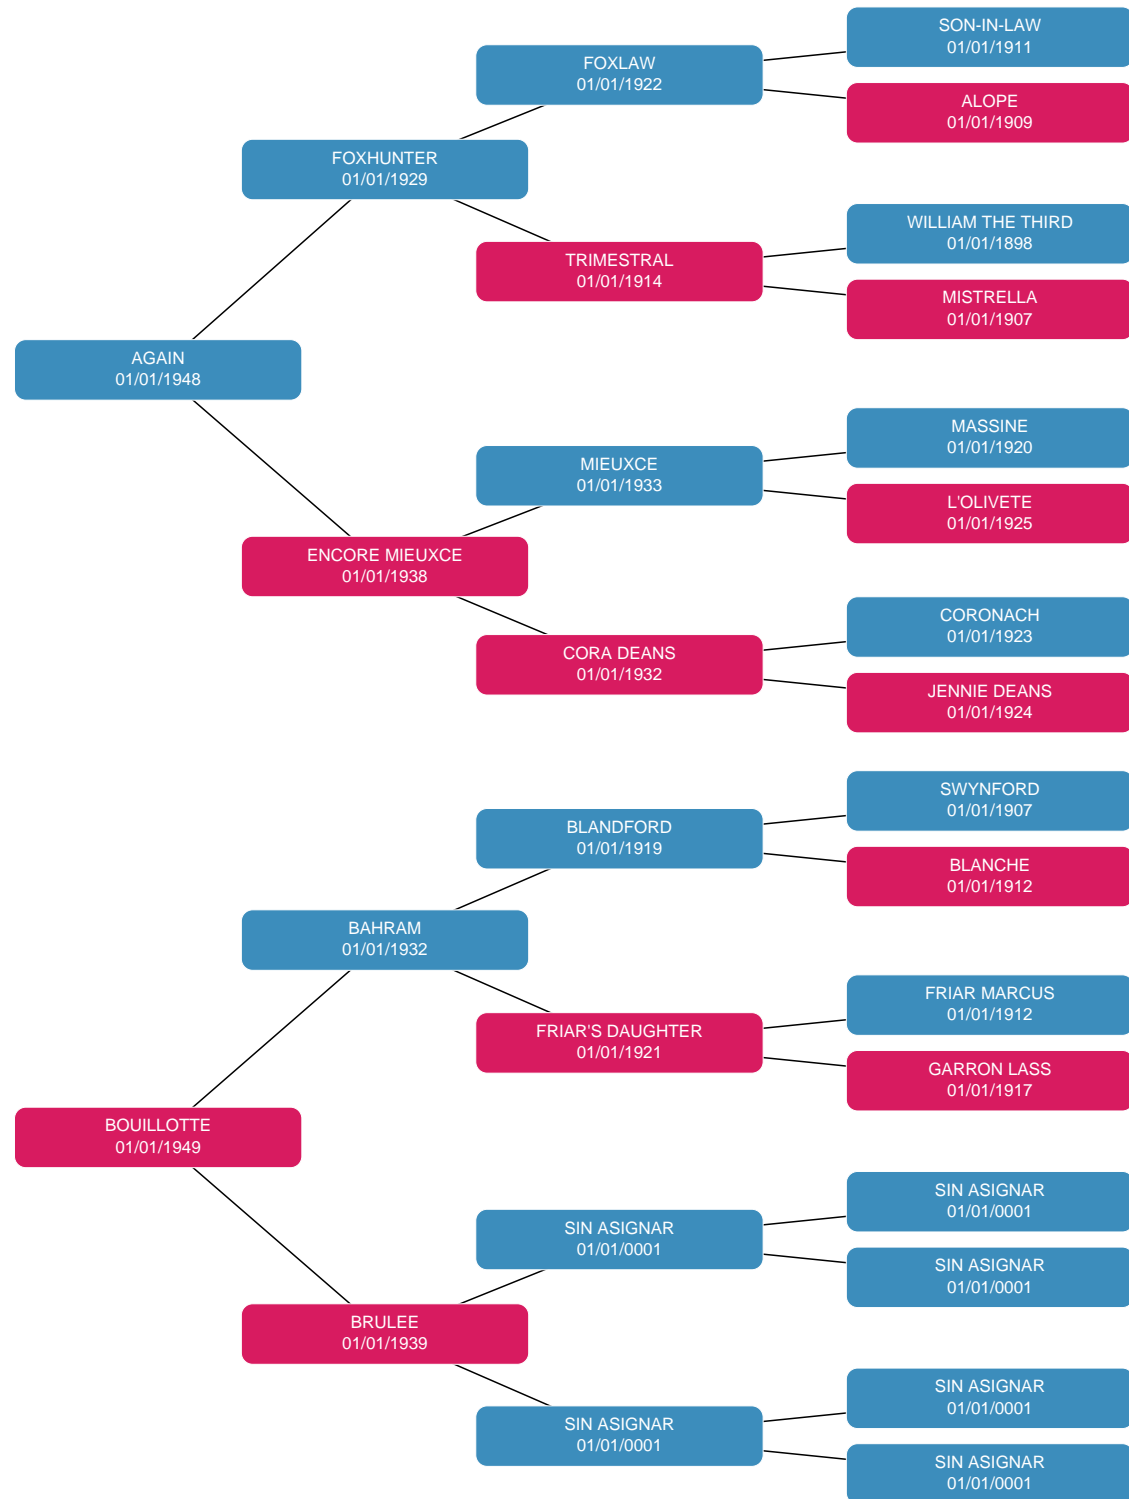 SON-IN-LAW
01/01/1911
FOXLAW
01/01/1922
ALOPE
01/01/1909
FOXHUNTER
01/01/1929
WILLIAM THE THIRD
01/01/1898
TRIMESTRAL
01/01/1914
MISTRELLA
01/01/1907
AGAIN
01/01/1948
MASSINE
01/01/1920
MIEUXCE
01/01/1933
L'OLIVETE
01/01/1925
ENCORE MIEUXCE
01/01/1938
CORONACH
01/01/1923
CORA DEANS
01/01/1932
JENNIE DEANS
01/01/1924
SWYNFORD
01/01/1907
BLANDFORD
01/01/1919
BLANCHE
01/01/1912
BAHRAM
01/01/1932
FRIAR MARCUS
01/01/1912
FRIAR'S DAUGHTER
01/01/1921
GARRON LASS
01/01/1917
BOUILLOTTE
01/01/1949
SIN ASIGNAR
01/01/0001
SIN ASIGNAR
01/01/0001
SIN ASIGNAR
01/01/0001
BRULEE
01/01/1939
SIN ASIGNAR
01/01/0001
SIN ASIGNAR
01/01/0001
SIN ASIGNAR
01/01/0001